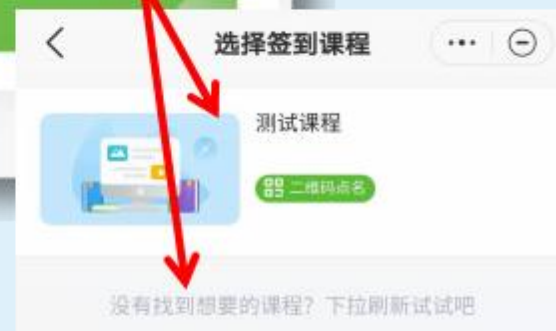 选择签到课程
测试课程
二维码点名
没有找到想要的课程？下拉刷新试试吧